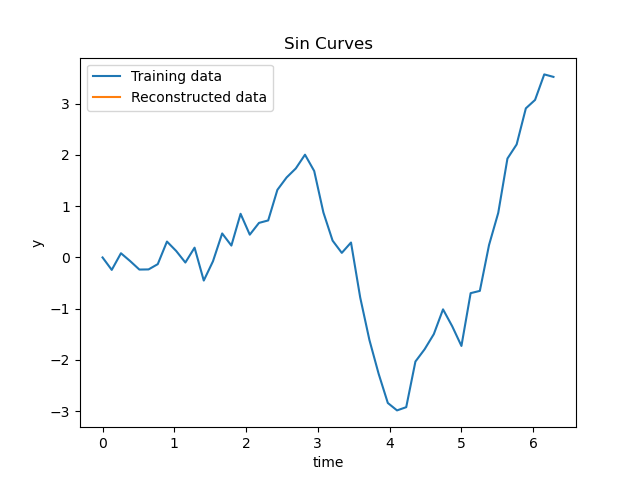 Sin Curves
Training data
Reconstructed data
3
2
1
0
−1
−2
−3
y
0 1 2 3 4 5 6
time